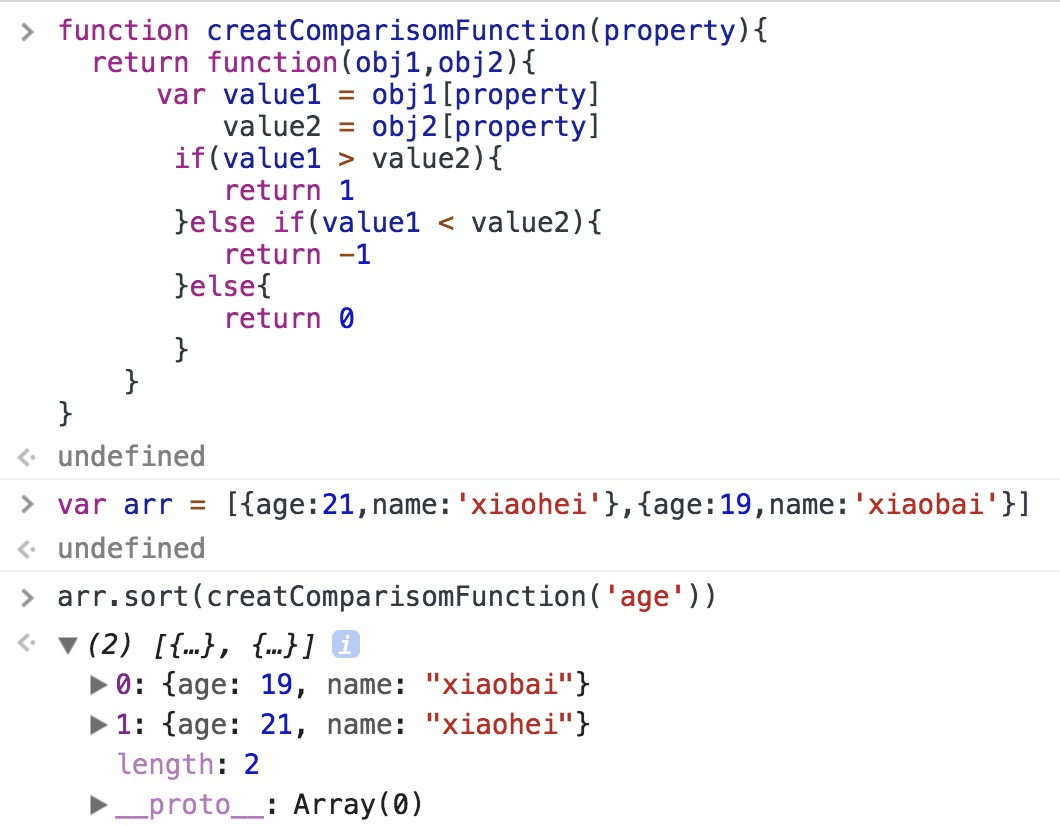 function creatComparisomFunction(property){
return function(obj1,obj2){
var value1 = obj1[property]
value2 = obj2[property]
if(value1 > value2){
return 1
}else if(value1 < value2){
return -1
}else{
return 0
}
}
}
undefined
var arr = [{age:21,name:'xiaohei'},{age:19,name:'xiaobai'}]
undefined
arr.sort(creatComparisomFunction('age'))
(2) [{…}, {…}] i
0: {age: 19, name: "xiaobai"}
1: {age: 21, name: "xiaohei"}
length: 2
__proto__: Array(0)